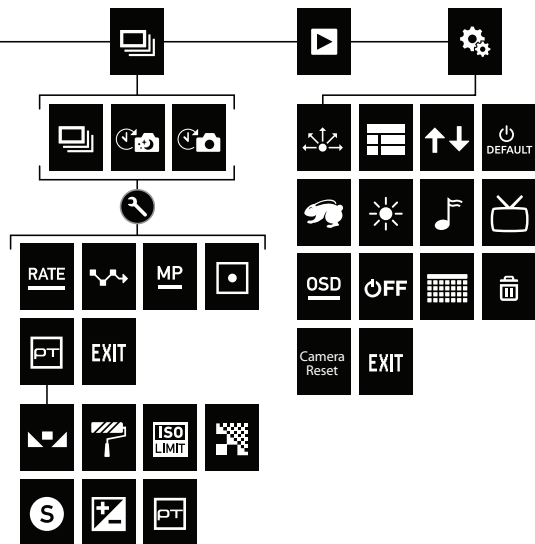 DEFAULT
RATE
MP
OSD
OFF
PT
EXIT
Camera
Reset
EXIT
ISO
LIMIT
S
PT